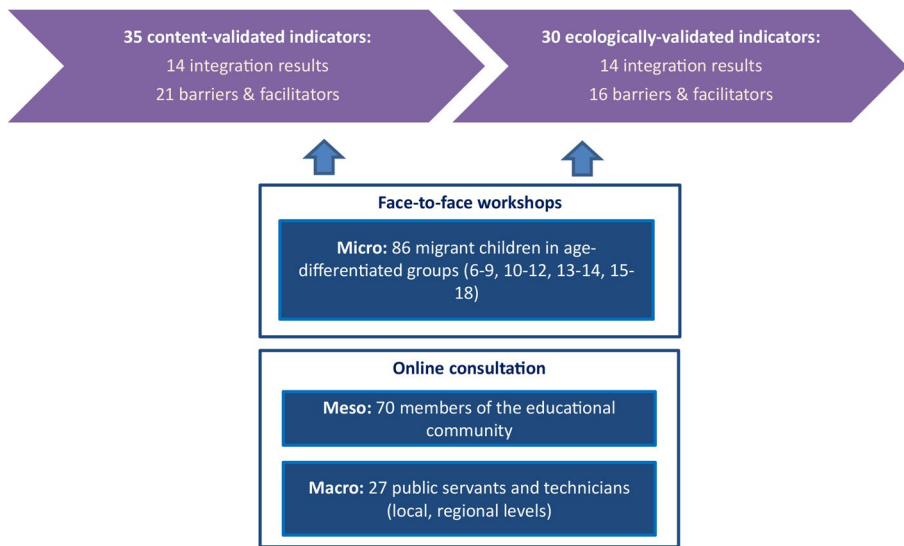 35 content-validated indicators:
14 integration results
21 barriers & facilitators
30 ecologically-validated indicators:
14 integration results
16 barriers & facilitators
Face-to-face workshops
Micro: 86 migrant children in age-
differentiated groups (6-9, 10-12, 13-14, 15-
18)
Online consultation
Meso: 70 members of the educational
community
Macro: 27 public servants and technicians
(local, regional levels)